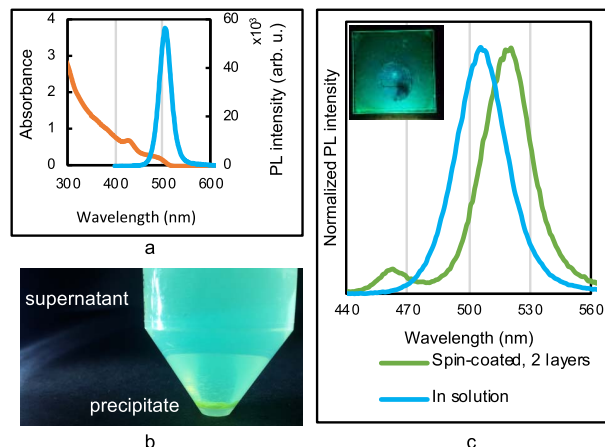 a
4
3
2
1
0
Absorbance
60
40
20
0
x10³
PL intensity (arb. u.)
300 400 500 600
Wavelength (nm)
a
supernatant
precipitate
b
c
Normalized PL intensity
440 470 500 530 560
Wavelength (nm)
Spin-coated, 2 layers
In solution
c